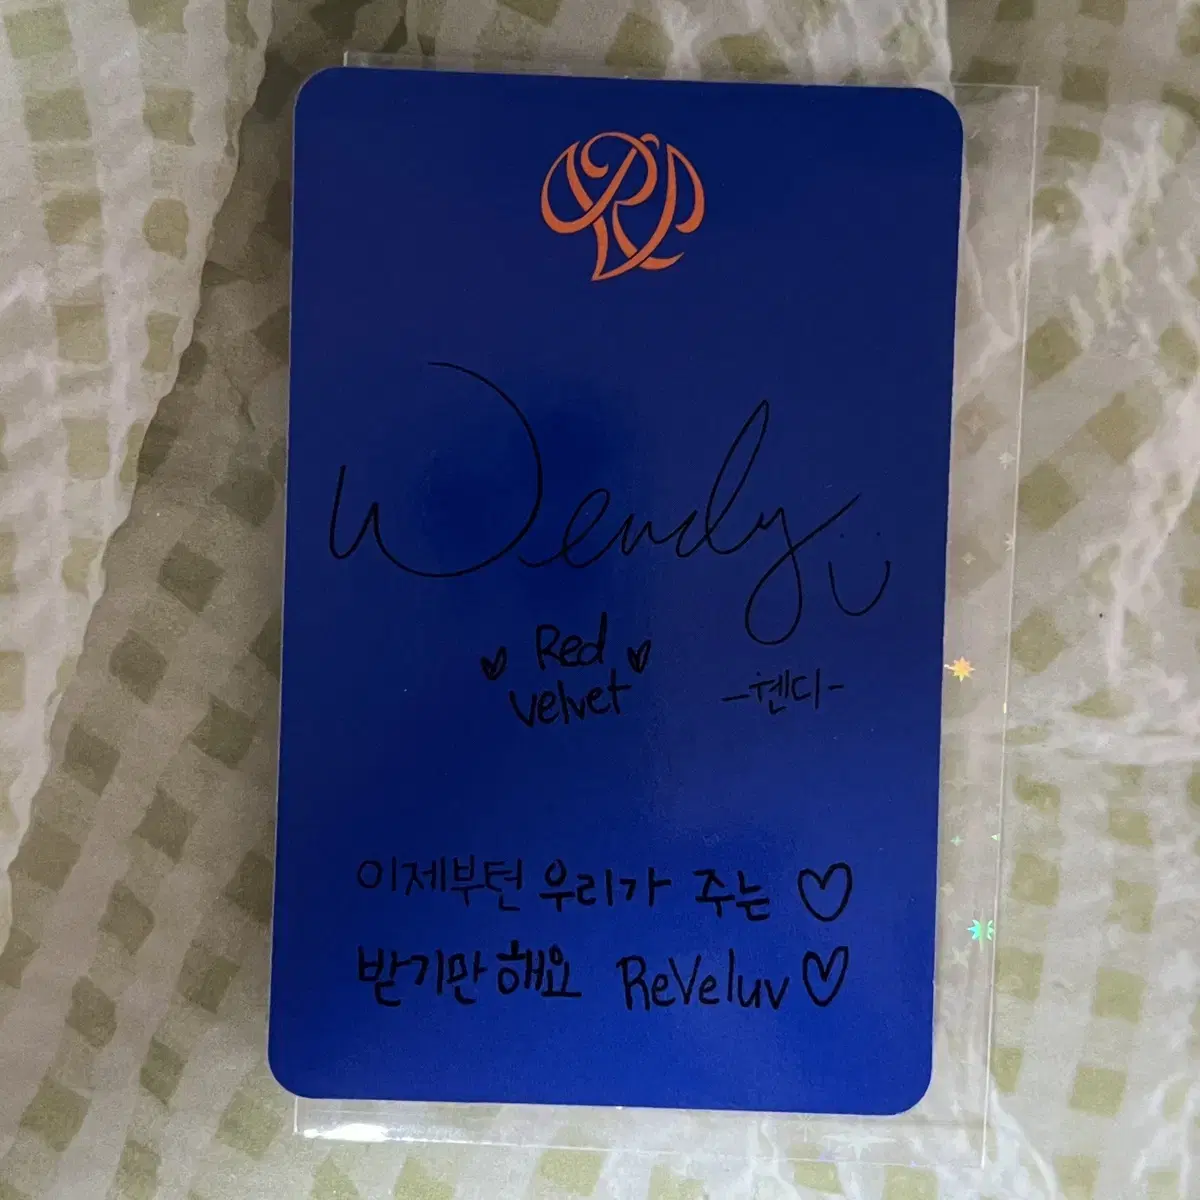 Wendy
Red
Velvet
-웬디-
이제부턴 우리가 주는 ♡
받기만 해요 ReVeluv ♡